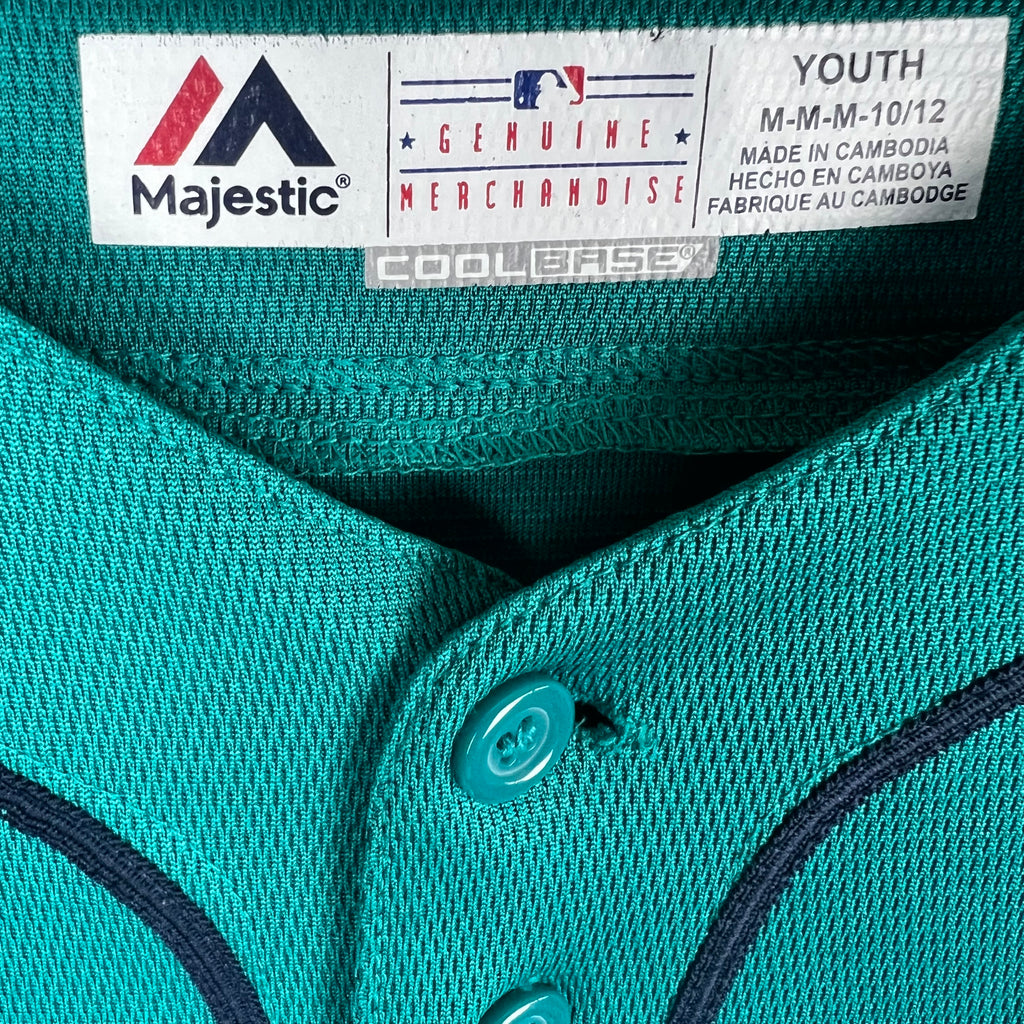 Majestic®
GENUINE
MERCHANDISE
YOUTH
M-M-M-10/12
MADE IN CAMBODIA
HECHO EN CAMBOYA
FABRIQUE AU CAMBODGE
COOLBASE®